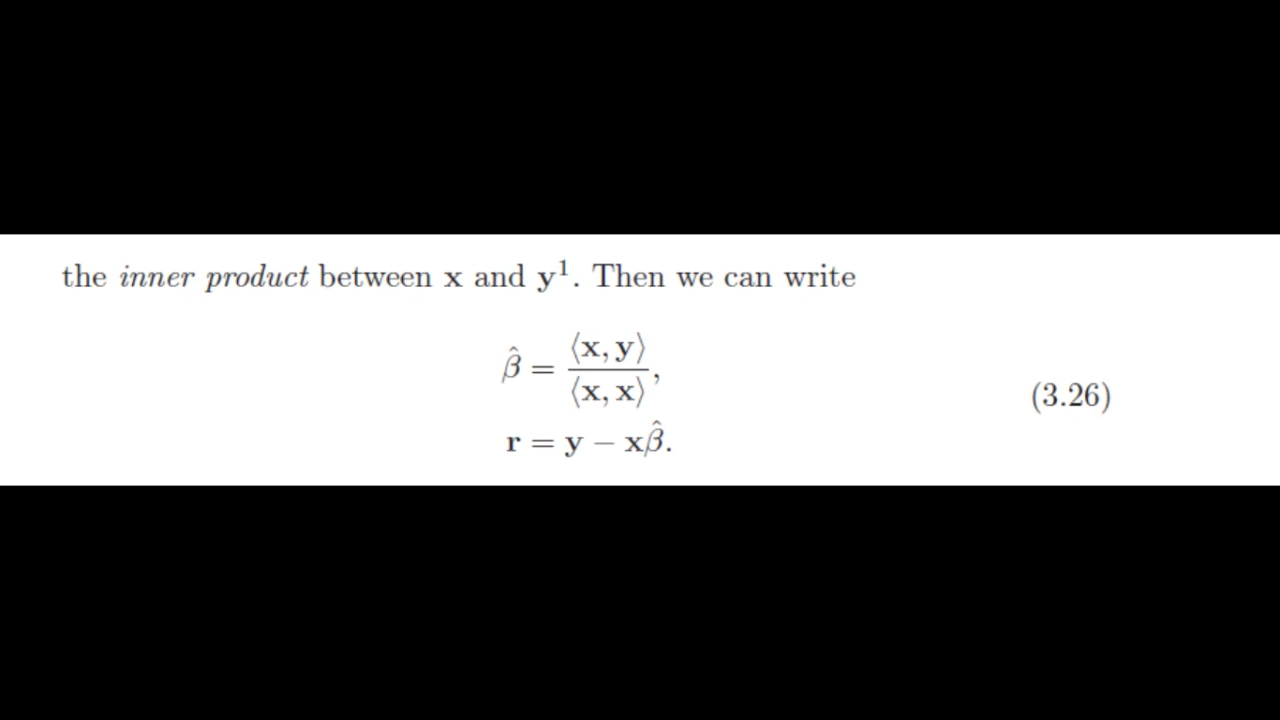 the inner product between x and y¹. Then we can write
β̂ = ⟨x, y⟩ / ⟨x, x⟩,
(3.26)
r = y − xβ̂.